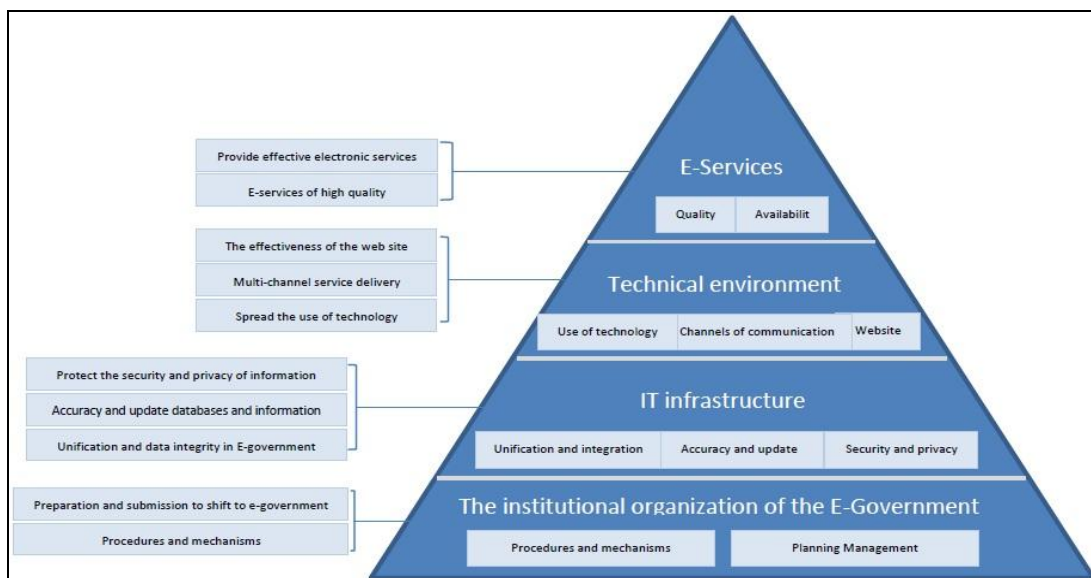 Provide effective electronic services
E-services of high quality
E-Services
Quality
Availabilit
The effectiveness of the web site
Multi-channel service delivery
Spread the use of technology
Technical environment
Use of technology
Channels of communication
Website
Protect the security and privacy of information
Accuracy and update databases and information
Unification and data integrity in E-government
IT infrastructure
Unification and integration
Accuracy and update
Security and privacy
Preparation and submission to shift to e-government
Procedures and mechanisms
The institutional organization of the E-Government
Procedures and mechanisms
Planning Management